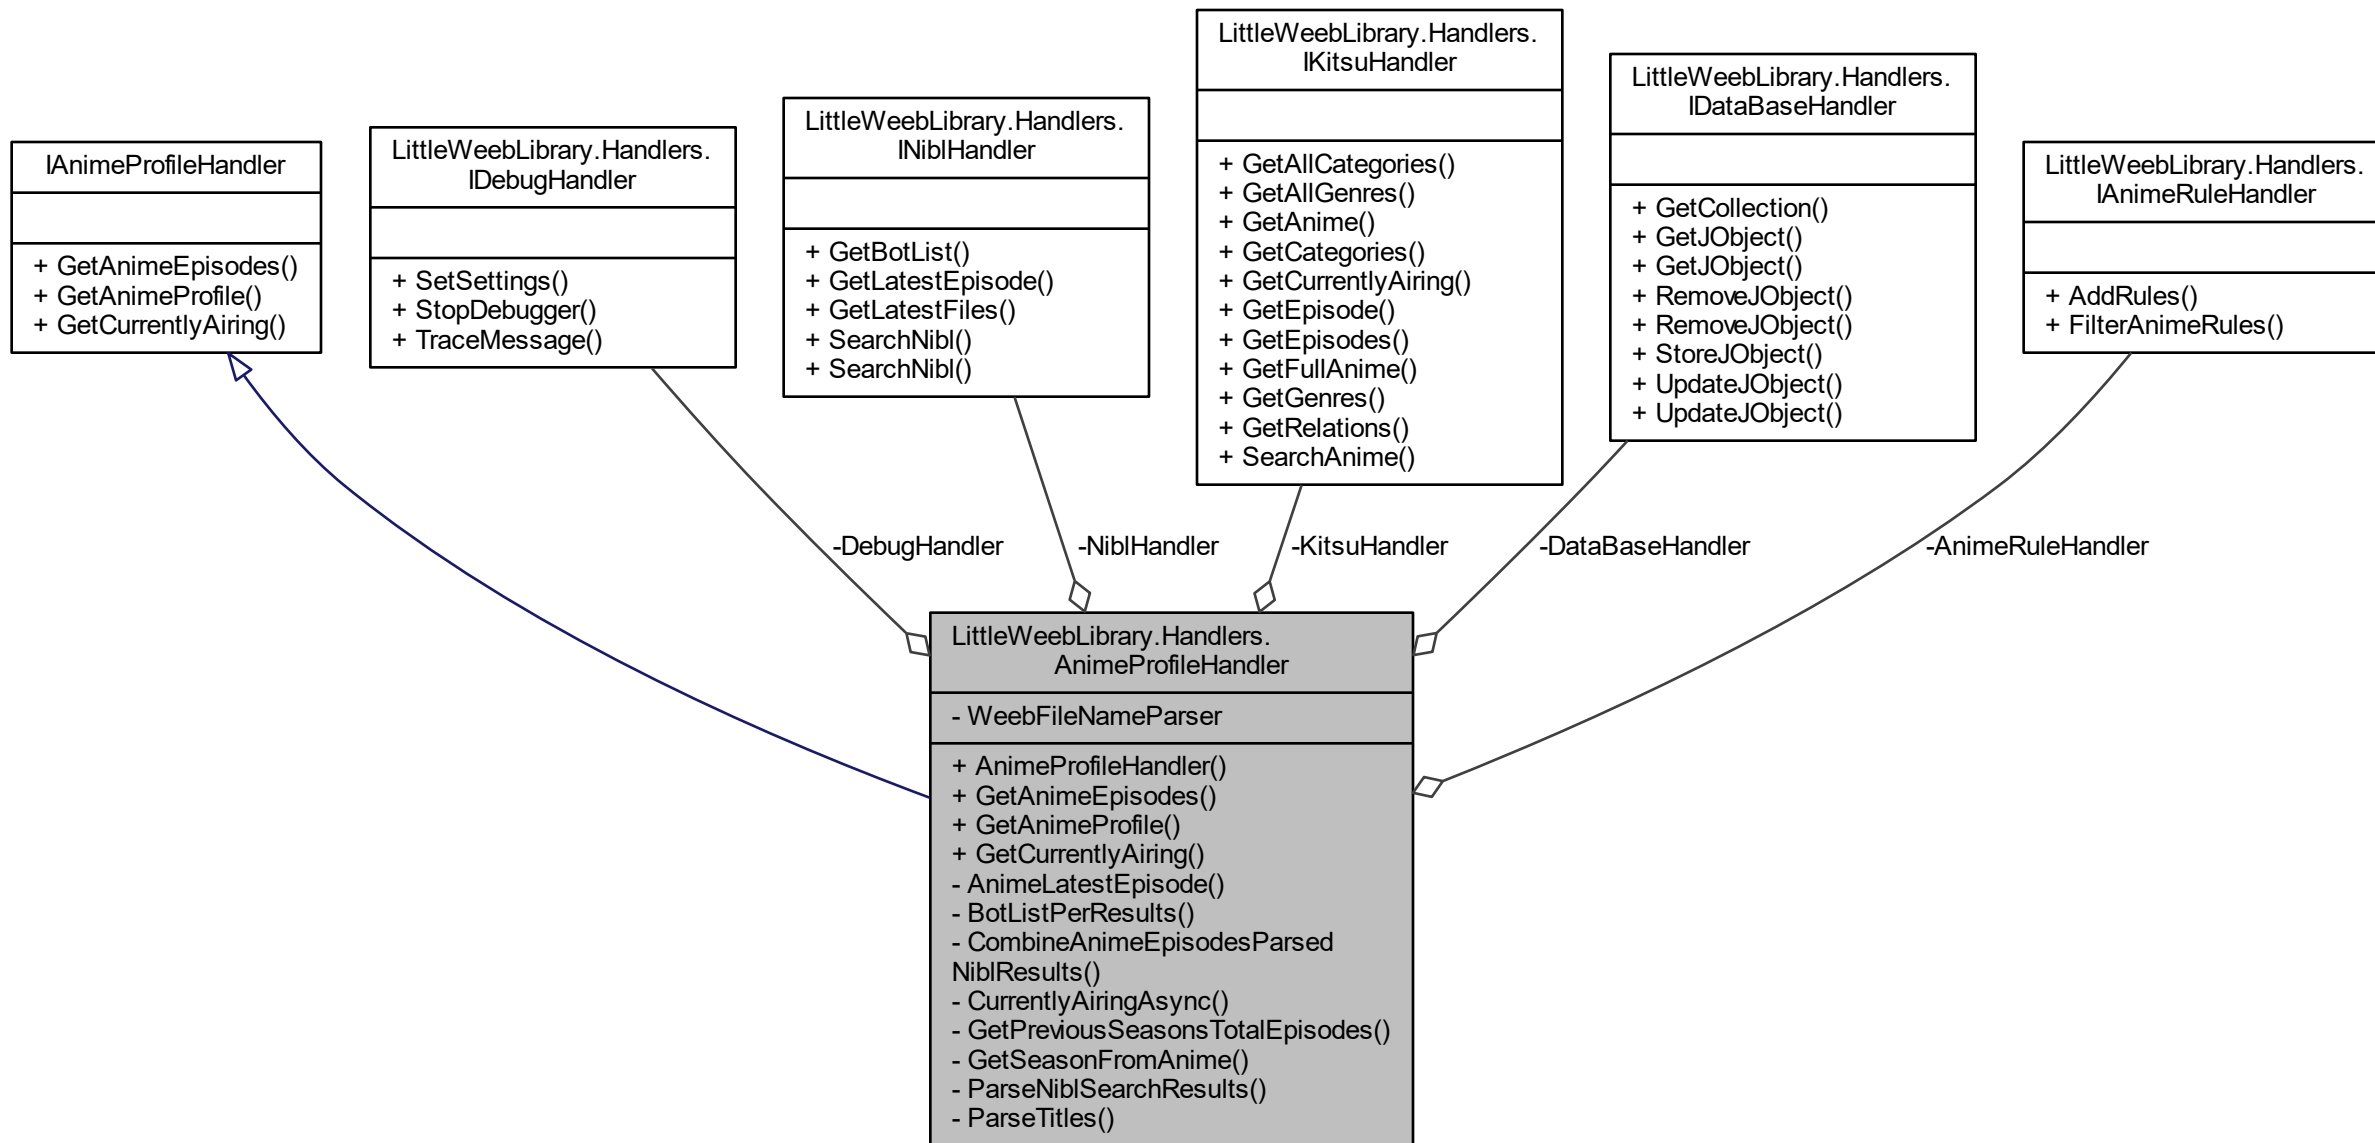 IAnimeProfileHandler
+ GetAnimeEpisodes()
+ GetAnimeProfile()
+ GetCurrentlyAiring()
LittleWeebLibrary.Handlers.
IDebugHandler
+ SetSettings()
+ StopDebugger()
+ TraceMessage()
LittleWeebLibrary.Handlers.
INiblHandler
+ GetBotList()
+ GetLatestEpisode()
+ GetLatestFiles()
+ SearchNibl()
+ SearchNibl()
LittleWeebLibrary.Handlers.
IKitsuHandler
+ GetAllCategories()
+ GetAllGenres()
+ GetAnime()
+ GetCategories()
+ GetCurrentlyAiring()
+ GetEpisode()
+ GetEpisodes()
+ GetFullAnime()
+ GetGenres()
+ GetRelations()
+ SearchAnime()
LittleWeebLibrary.Handlers.
IDataBaseHandler
+ GetCollection()
+ GetJObject()
+ GetJObject()
+ RemoveJObject()
+ RemoveJObject()
+ StoreJObject()
+ UpdateJObject()
+ UpdateJObject()
LittleWeebLibrary.Handlers.
IAnimeRuleHandler
+ AddRules()
+ FilterAnimeRules()
-DebugHandler
-NiblHandler
-KitsuHandler
-DataBaseHandler
-AnimeRuleHandler
LittleWeebLibrary.Handlers.
AnimeProfileHandler
- WeebFileNameParser
+ AnimeProfileHandler()
+ GetAnimeEpisodes()
+ GetAnimeProfile()
+ GetCurrentlyAiring()
- AnimeLatestEpisode()
- BotListPerResults()
- CombineAnimeEpisodesParsed
NiblResults()
- CurrentlyAiringAsync()
- GetPreviousSeasonsTotalEpisodes()
- GetSeasonFromAnime()
- ParseNiblSearchResults()
- ParseTitles()